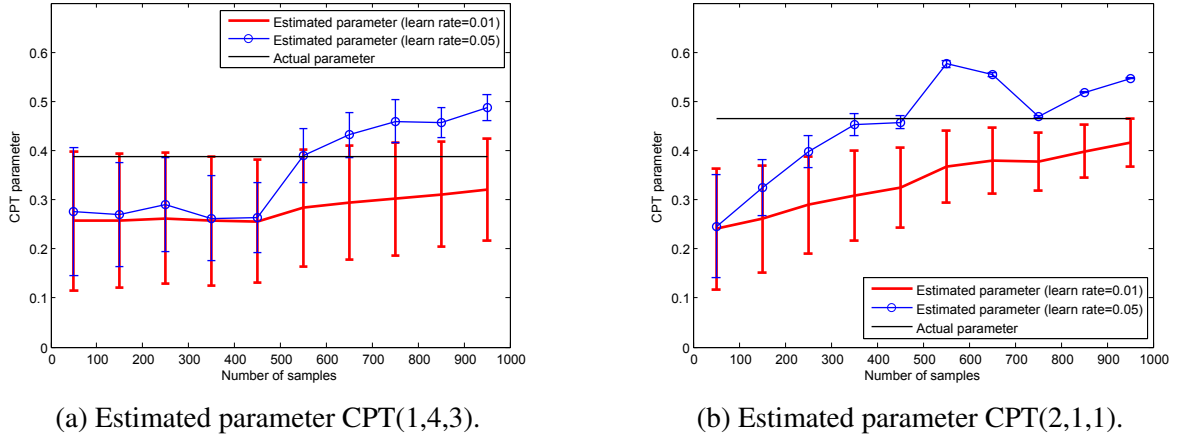 Estimated parameter (learn rate=0.01)
Estimated parameter (learn rate=0.05)
Actual parameter
0.6
0.5
0.4
0.3
0.2
0.1
0
CPT parameter
0 100 200 300 400 500 600 700 800 900 1000
Number of samples
(a) Estimated parameter CPT(1,4,3).
0.6
0.5
0.4
0.3
0.2
0.1
0
CPT parameter
Estimated parameter (learn rate=0.01)
Estimated parameter (learn rate=0.05)
Actual parameter
0 100 200 300 400 500 600 700 800 900 1000
Number of samples
(b) Estimated parameter CPT(2,1,1).